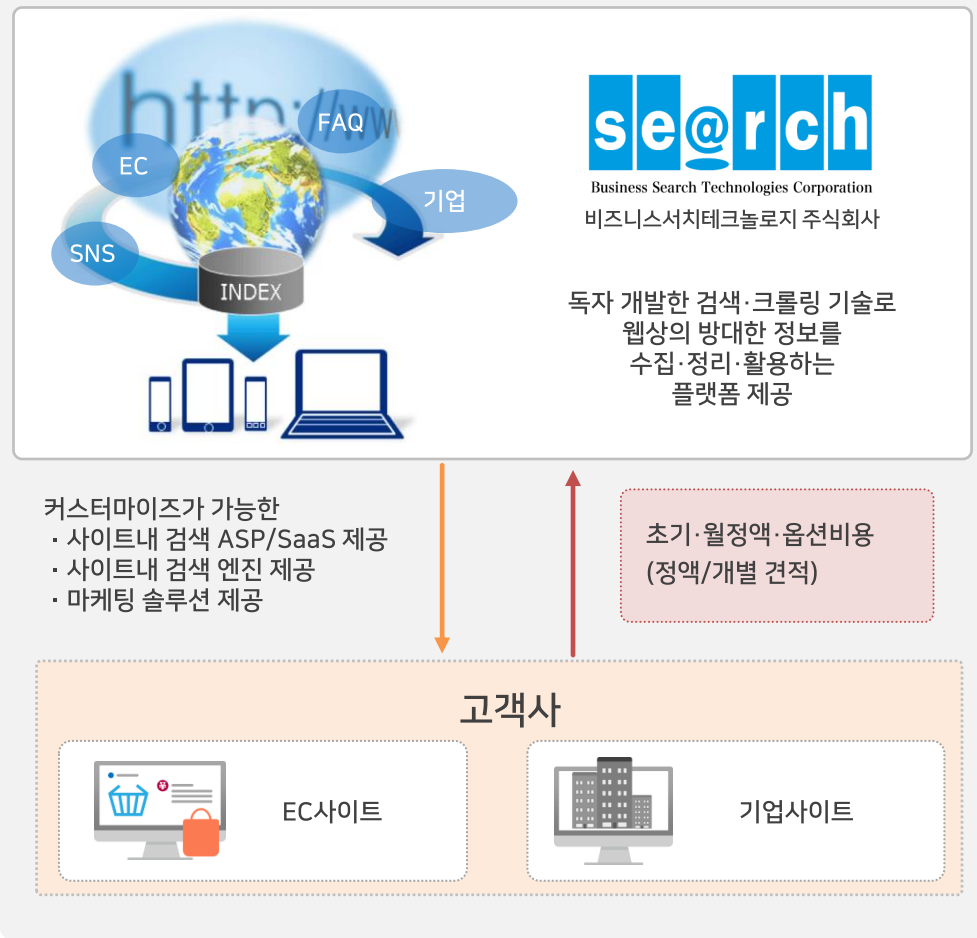 http://ww
FAQ
EC
기업
SNS
INDEX
se@rch
Business Search Technologies Corporation
비즈니스서치테크놀로지 주식회사
독자 개발한 검색·크롤링 기술로
웹상의 방대한 정보를
수집·정리·활용하는
플랫폼 제공
커스터마이즈가 가능한
· 사이트내 검색 ASP/SaaS 제공
· 사이트내 검색 엔진 제공
· 마케팅 솔루션 제공
초기·월정액·옵션비용
(정액/개별 견적)
고객사
¥
EC사이트
기업사이트